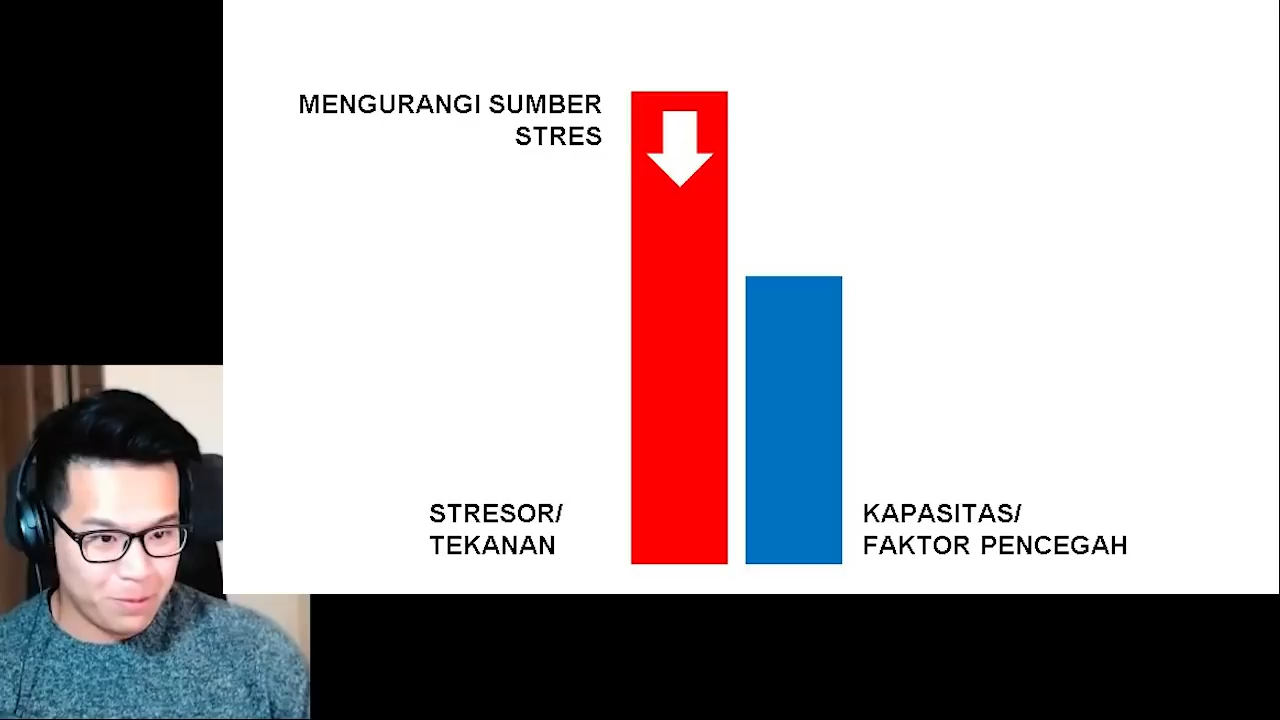 MENGURANGI SUMBER
STRES
STRESOR/
TEKANAN
KAPASITAS/
FAKTOR PENCEGAH